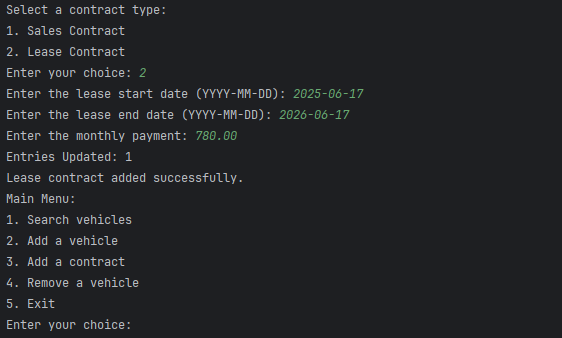 Select a contract type:
1. Sales Contract
2. Lease Contract
Enter your choice: 2
Enter the lease start date (YYYY-MM-DD): 2025-06-17
Enter the lease end date (YYYY-MM-DD): 2026-06-17
Enter the monthly payment: 780.00
Entries Updated: 1
Lease contract added successfully.
Main Menu:
1. Search vehicles
2. Add a vehicle
3. Add a contract
4. Remove a vehicle
5. Exit
Enter your choice: